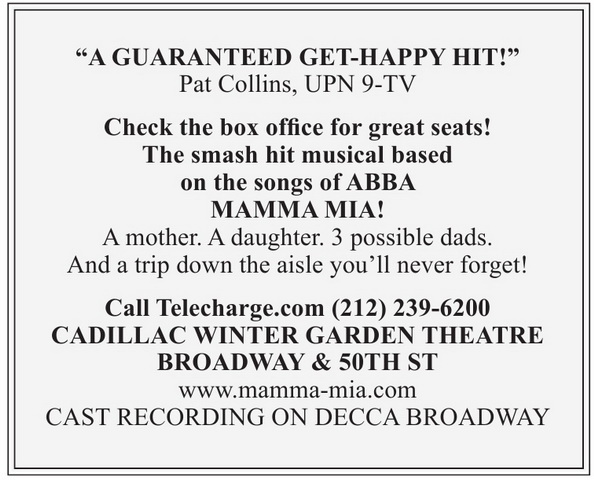 “A GUARANTEED GET-HAPPY HIT!”
Pat Collins, UPN 9-TV
Check the box office for great seats!
The smash hit musical based
on the songs of ABBA
MAMMA MIA!
A mother. A daughter. 3 possible dads.
And a trip down the aisle you’ll never forget!
Call Telecharge.com (212) 239-6200
CADILLAC WINTER GARDEN THEATRE
BROADWAY & 50TH ST
www.mamma-mia.com
CAST RECORDING ON DECCA BROADWAY